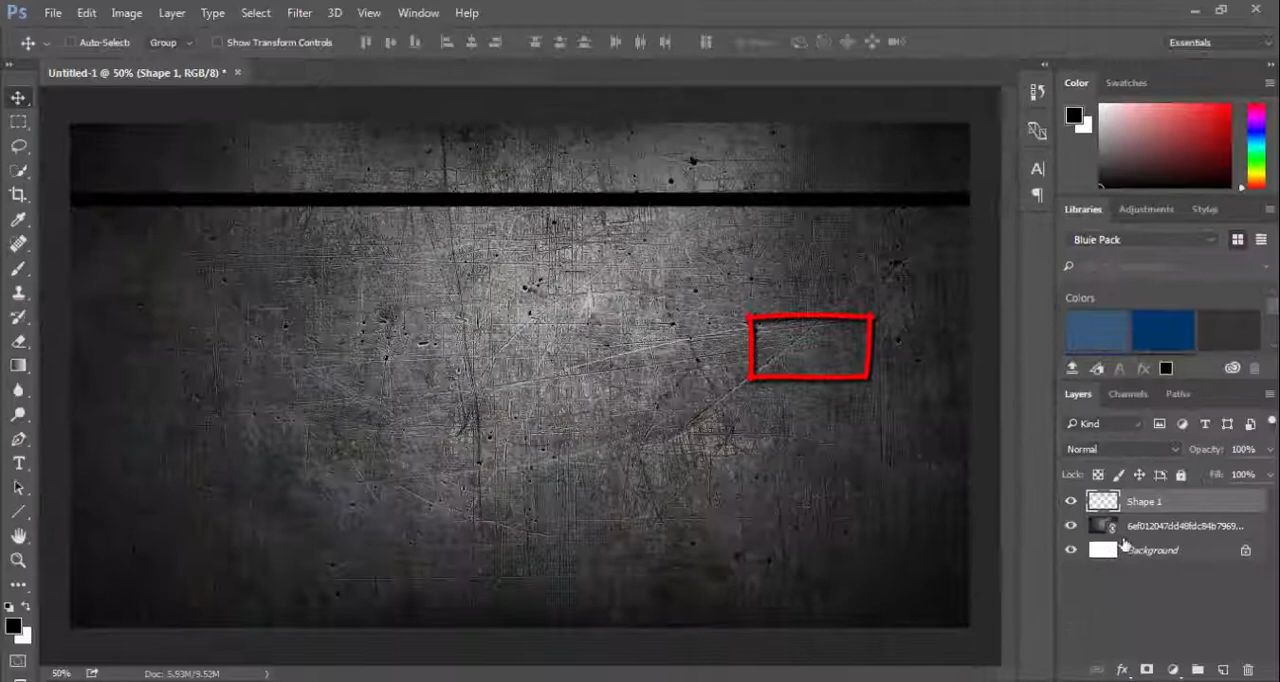 Ps File Edit Image Layer Type Select Filter 3D View Window Help
Auto-Select: Group Show Transform Controls Essentials
Untitled-1 @ 50% (Shape 1, RGB/8) * ×
Color Swatches
Libraries Adjustments Styles
Bluie Pack
Colors
Layers Channels Paths
Kind
Normal Opacity: 100%
Lock: Fill: 100%
Shape 1
6ef012047dd48fdc84b7969...
Background
50% Doc: 5.93M/9.52M